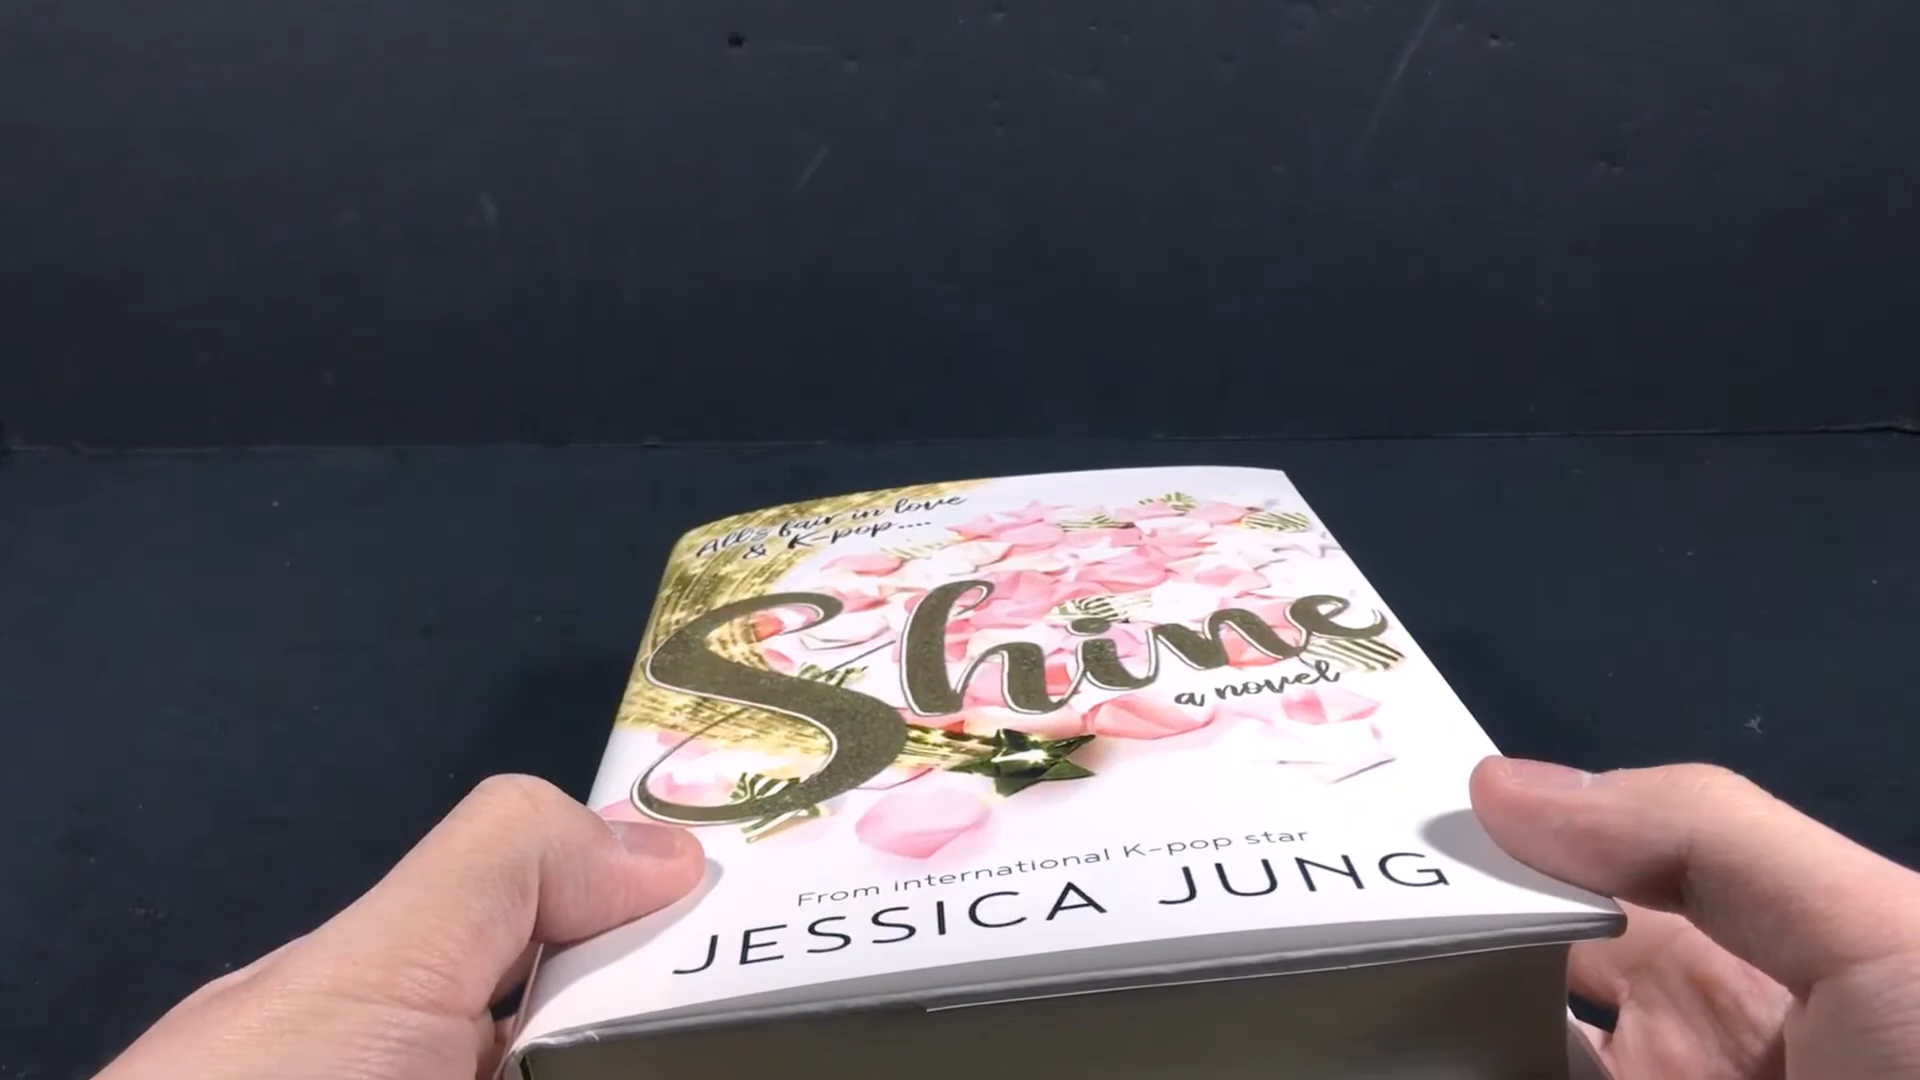 All's fair in love
& K-pop....
Shine
a novel
From international K-pop star
JESSICA JUNG